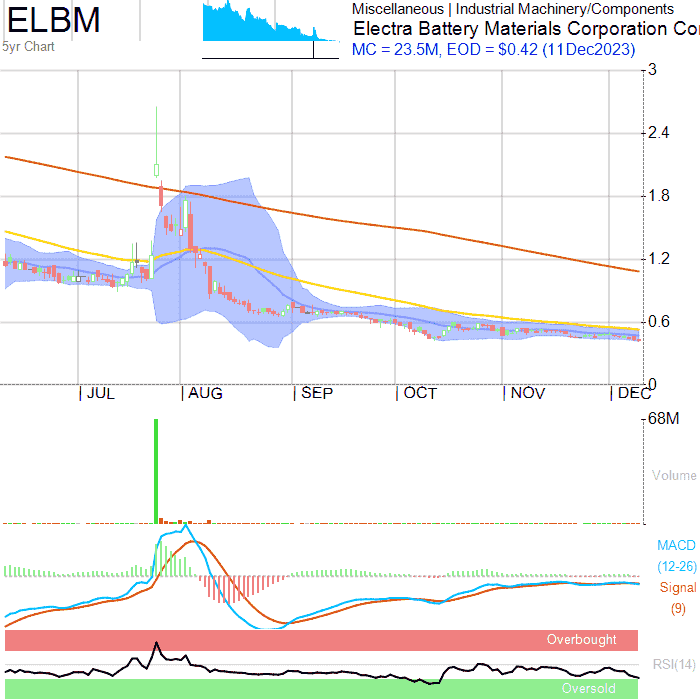 ELBM
5yr Chart
Miscellaneous | Industrial Machinery/Components
Electra Battery Materials Corporation Co
MC = 23.5M, EOD = $0.42 (11Dec2023)
3
2.4
1.8
1.2
0.6
0
JUL AUG SEP OCT NOV DEC
68M
Volume
MACD
(12-26)
Signal
(9)
Overbought
RSI(14)
Oversold